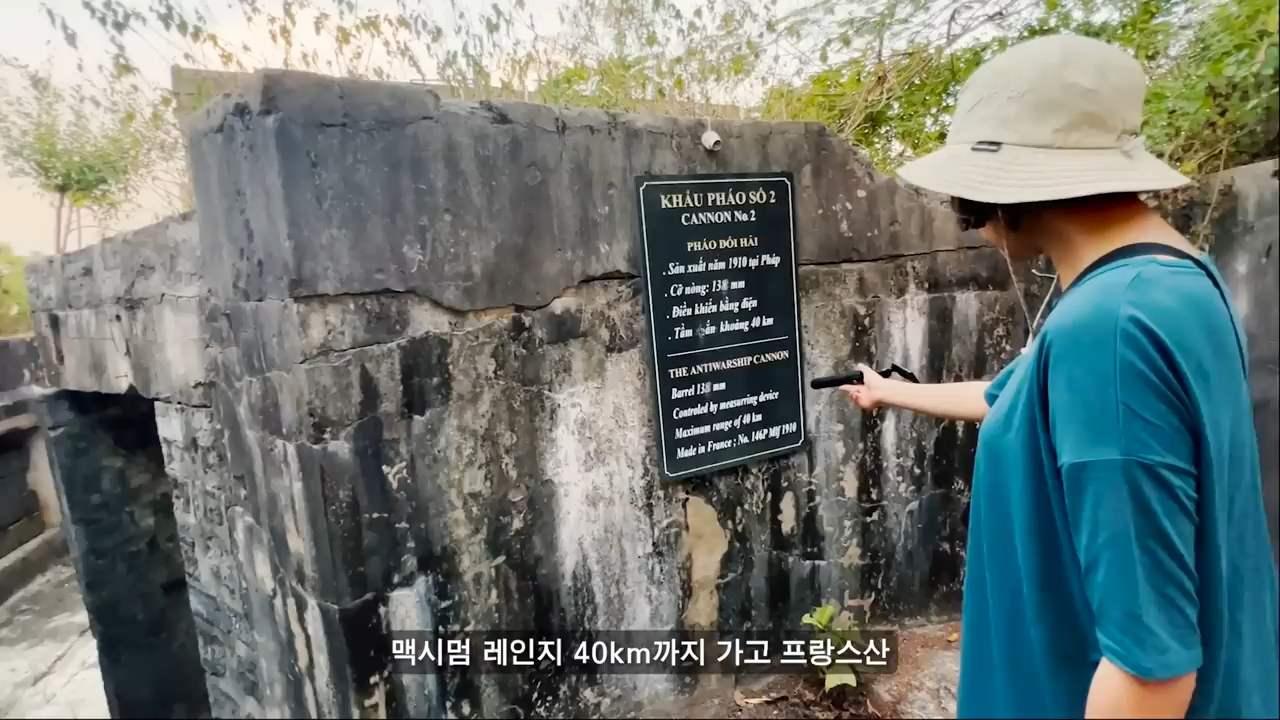 KHẨU PHÁO SỐ 2
CANNON No.2
PHÁO ĐỐI HẢI
. Sản xuất năm 1910 tại Pháp
. Cỡ nòng: 138 mm
. Điều khiển bằng điện
. Tầm bắn khoảng 40 km
THE ANTIWARSHIP CANNON
Barrel 138 mm
Controled by measurring device
Maximum range of 40 km
Made in France ; No. 146P Mlf 1910
맥시멈 레인지 40km까지 가고 프랑스산